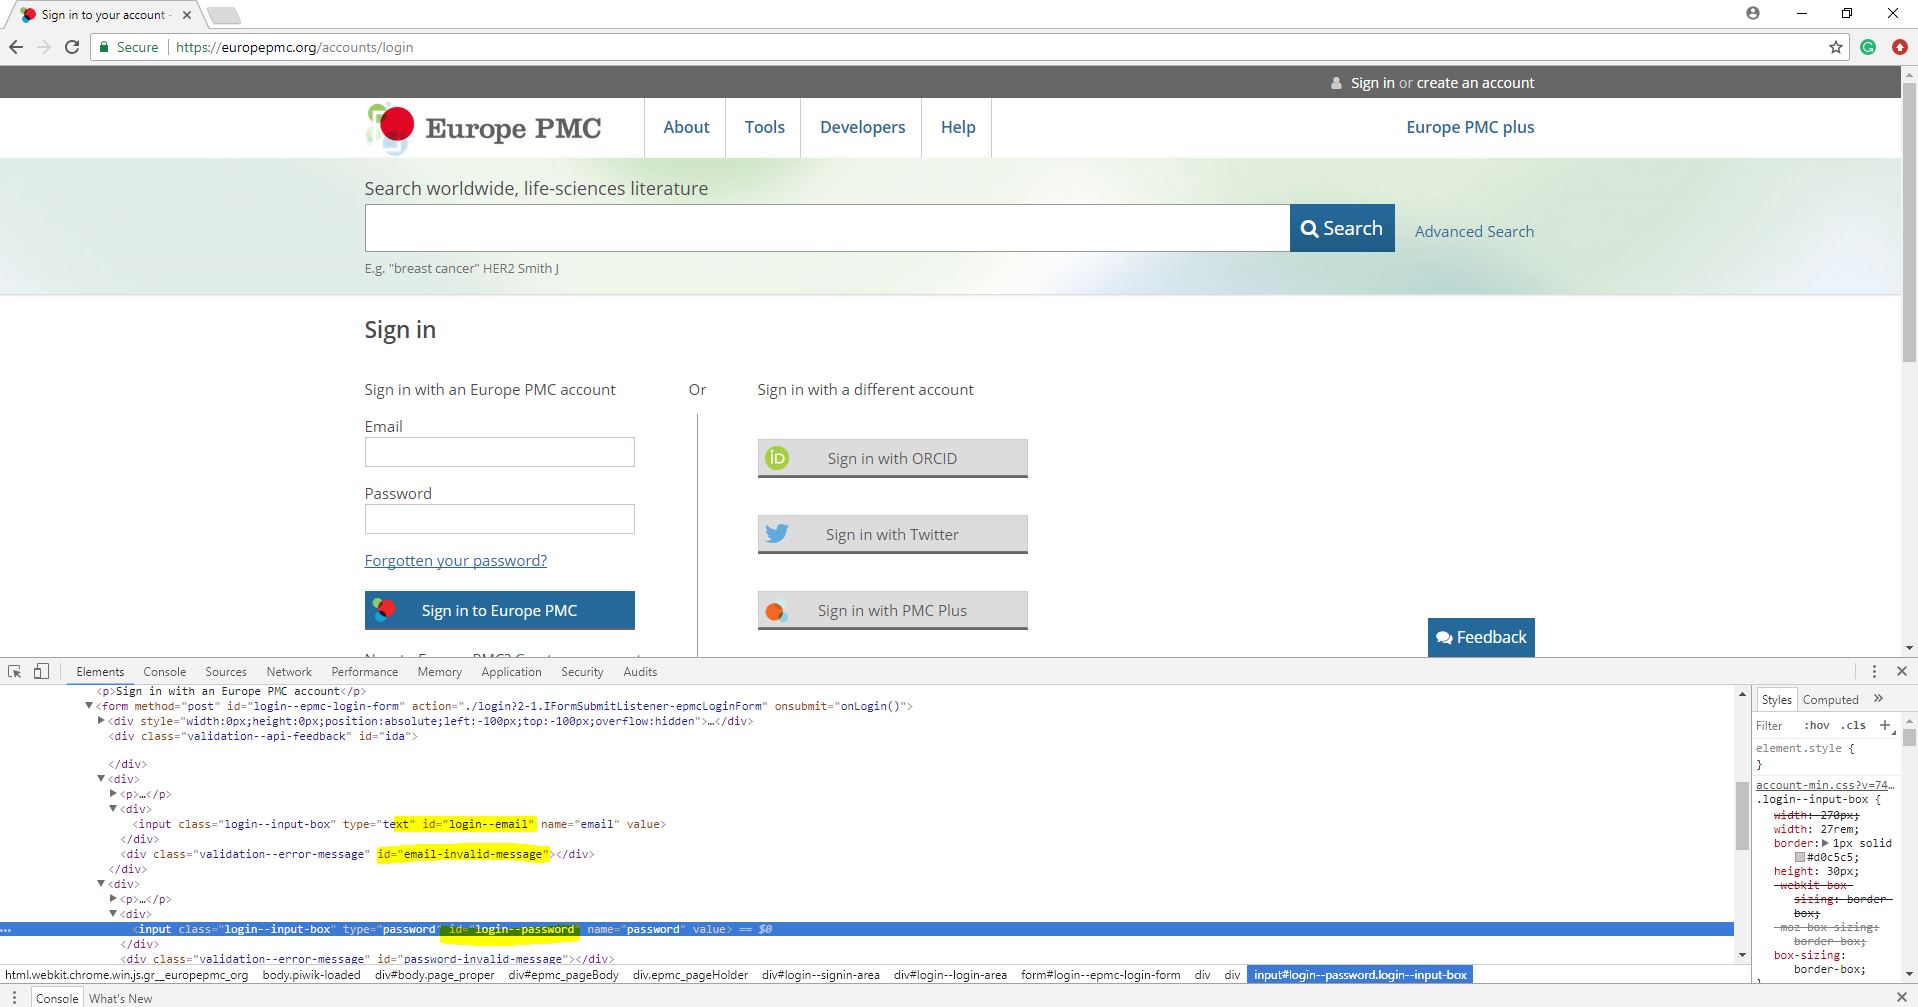 Sign in to your account -
Secure https://europepmc.org/accounts/login
Sign in or create an account
Europe PMC About Tools Developers Help Europe PMC plus
Search worldwide, life-sciences literature
Search Advanced Search
E.g. "breast cancer" HER2 Smith J
Sign in
Sign in with an Europe PMC account Or Sign in with a different account
Email
iD Sign in with ORCID
Password
Sign in with Twitter
Forgotten your password?
Sign in to Europe PMC Sign in with PMC Plus
Feedback
Elements Console Sources Network Performance Memory Application Security Audits
<p>Sign in with an Europe PMC account</p>
<form method="post" id="login--epmc-login-form" action="./login?2-1.IFormSubmitListener-epmcLoginForm" onsubmit="onLogin()">
<div style="width:0px;height:0px;position:absolute;left:-100px;top:-100px;overflow:hidden">…</div>
<div class="validation--api-feedback" id="ida">
</div>
<div>
<p>…</p>
<div>
<input class="login--input-box" type="text" id="login--email" name="email" value>
</div>
<div class="validation--error-message" id="email-invalid-message"></div>
</div>
<div>
<p>…</p>
<div>
... <input class="login--input-box" type="password" id="login--password" name="password" value> == $0
</div>
<div class="validation--error-message" id="password-invalid-message"></div>
html.webkit.chrome.win.js.gr__europepmc_org body.piwik-loaded div#body.page_proper div#epmc_pageBody div.epmc_pageHolder div#login--signin-area div#login--login-area form#login--epmc-login-form div div input#login--password.login--input-box
Styles Computed »
Filter :hov .cls +
element.style {
}
account-min.css?v=74…
.login--input-box {
width: 270px;
width: 27rem;
border: 1px solid
#d0c5c5;
height: 30px;
-webkit-box-
sizing: border-
box;
-moz-box-sizing:
border-box;
box-sizing:
border-box;
Console What's New